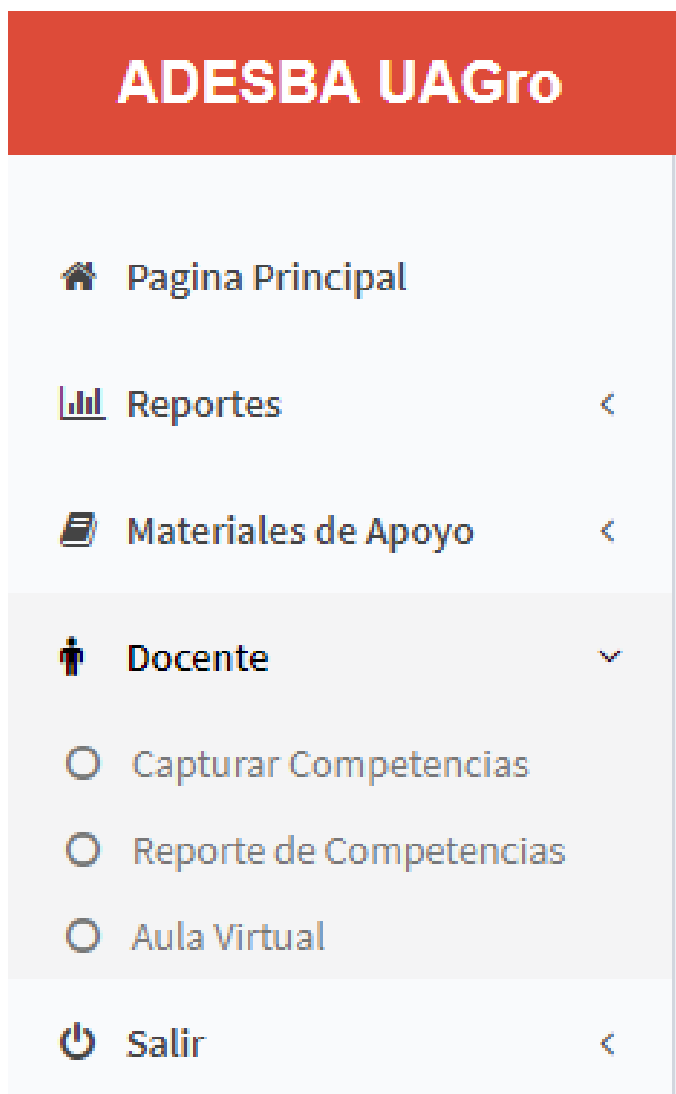 ADESBA UAGro
Pagina Principal
Reportes
Materiales de Apoyo
Docente
Capturar Competencias
Reporte de Competencias
Aula Virtual
Salir